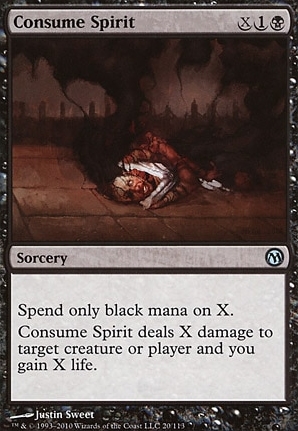 Consume Spirit X1
Sorcery
Spend only black mana on X.
Consume Spirit deals X damage to
target creature or player and you
gain X life.
Justin Sweet
™ & © 1993-2010 Wizards of the Coast LLC 20/113